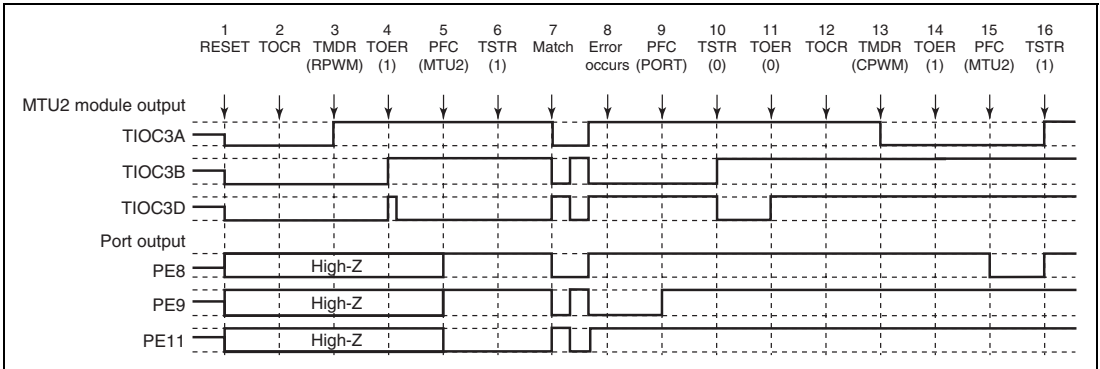 1 2 3 4 5 6 7 8 9 10 11 12 13 14 15 16
RESET TOCR TMDR TOER PFC TSTR Match Error PFC TSTR TOER TOCR TMDR TOER PFC TSTR
(RPWM) (1) (MTU2) (1) occurs (PORT) (0) (0) (CPWM) (1) (MTU2) (1)
MTU2 module output
TIOC3A
TIOC3B
TIOC3D
Port output
PE8 High-Z
PE9 High-Z
PE11 High-Z